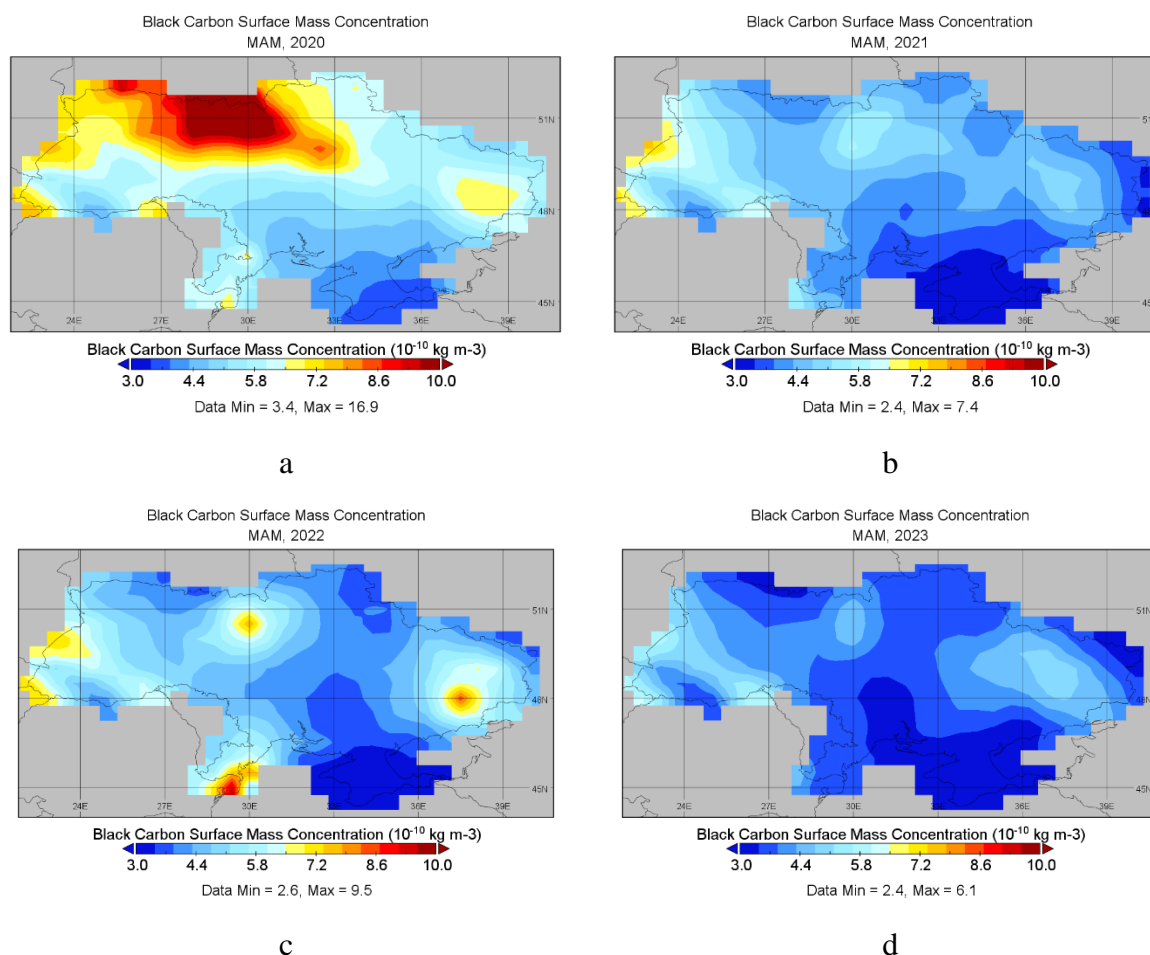 Black Carbon Surface Mass Concentration
MAM, 2020
51N
48N
45N
24E 27E 30E 33E 36E 39E
Black Carbon Surface Mass Concentration (10⁻¹⁰ kg m-3)
3.0 4.4 5.8 7.2 8.6 10.0
Data Min = 3.4, Max = 16.9
a
Black Carbon Surface Mass Concentration
MAM, 2021
51N
48N
45N
24E 27E 30E 33E 36E 39E
Black Carbon Surface Mass Concentration (10⁻¹⁰ kg m-3)
3.0 4.4 5.8 7.2 8.6 10.0
Data Min = 2.4, Max = 7.4
b
Black Carbon Surface Mass Concentration
MAM, 2022
51N
48N
45N
24E 27E 30E 33E 36E 39E
Black Carbon Surface Mass Concentration (10⁻¹⁰ kg m-3)
3.0 4.4 5.8 7.2 8.6 10.0
Data Min = 2.6, Max = 9.5
c
Black Carbon Surface Mass Concentration
MAM, 2023
51N
48N
45N
24E 27E 30E 33E 36E 39E
Black Carbon Surface Mass Concentration (10⁻¹⁰ kg m-3)
3.0 4.4 5.8 7.2 8.6 10.0
Data Min = 2.4, Max = 6.1
d